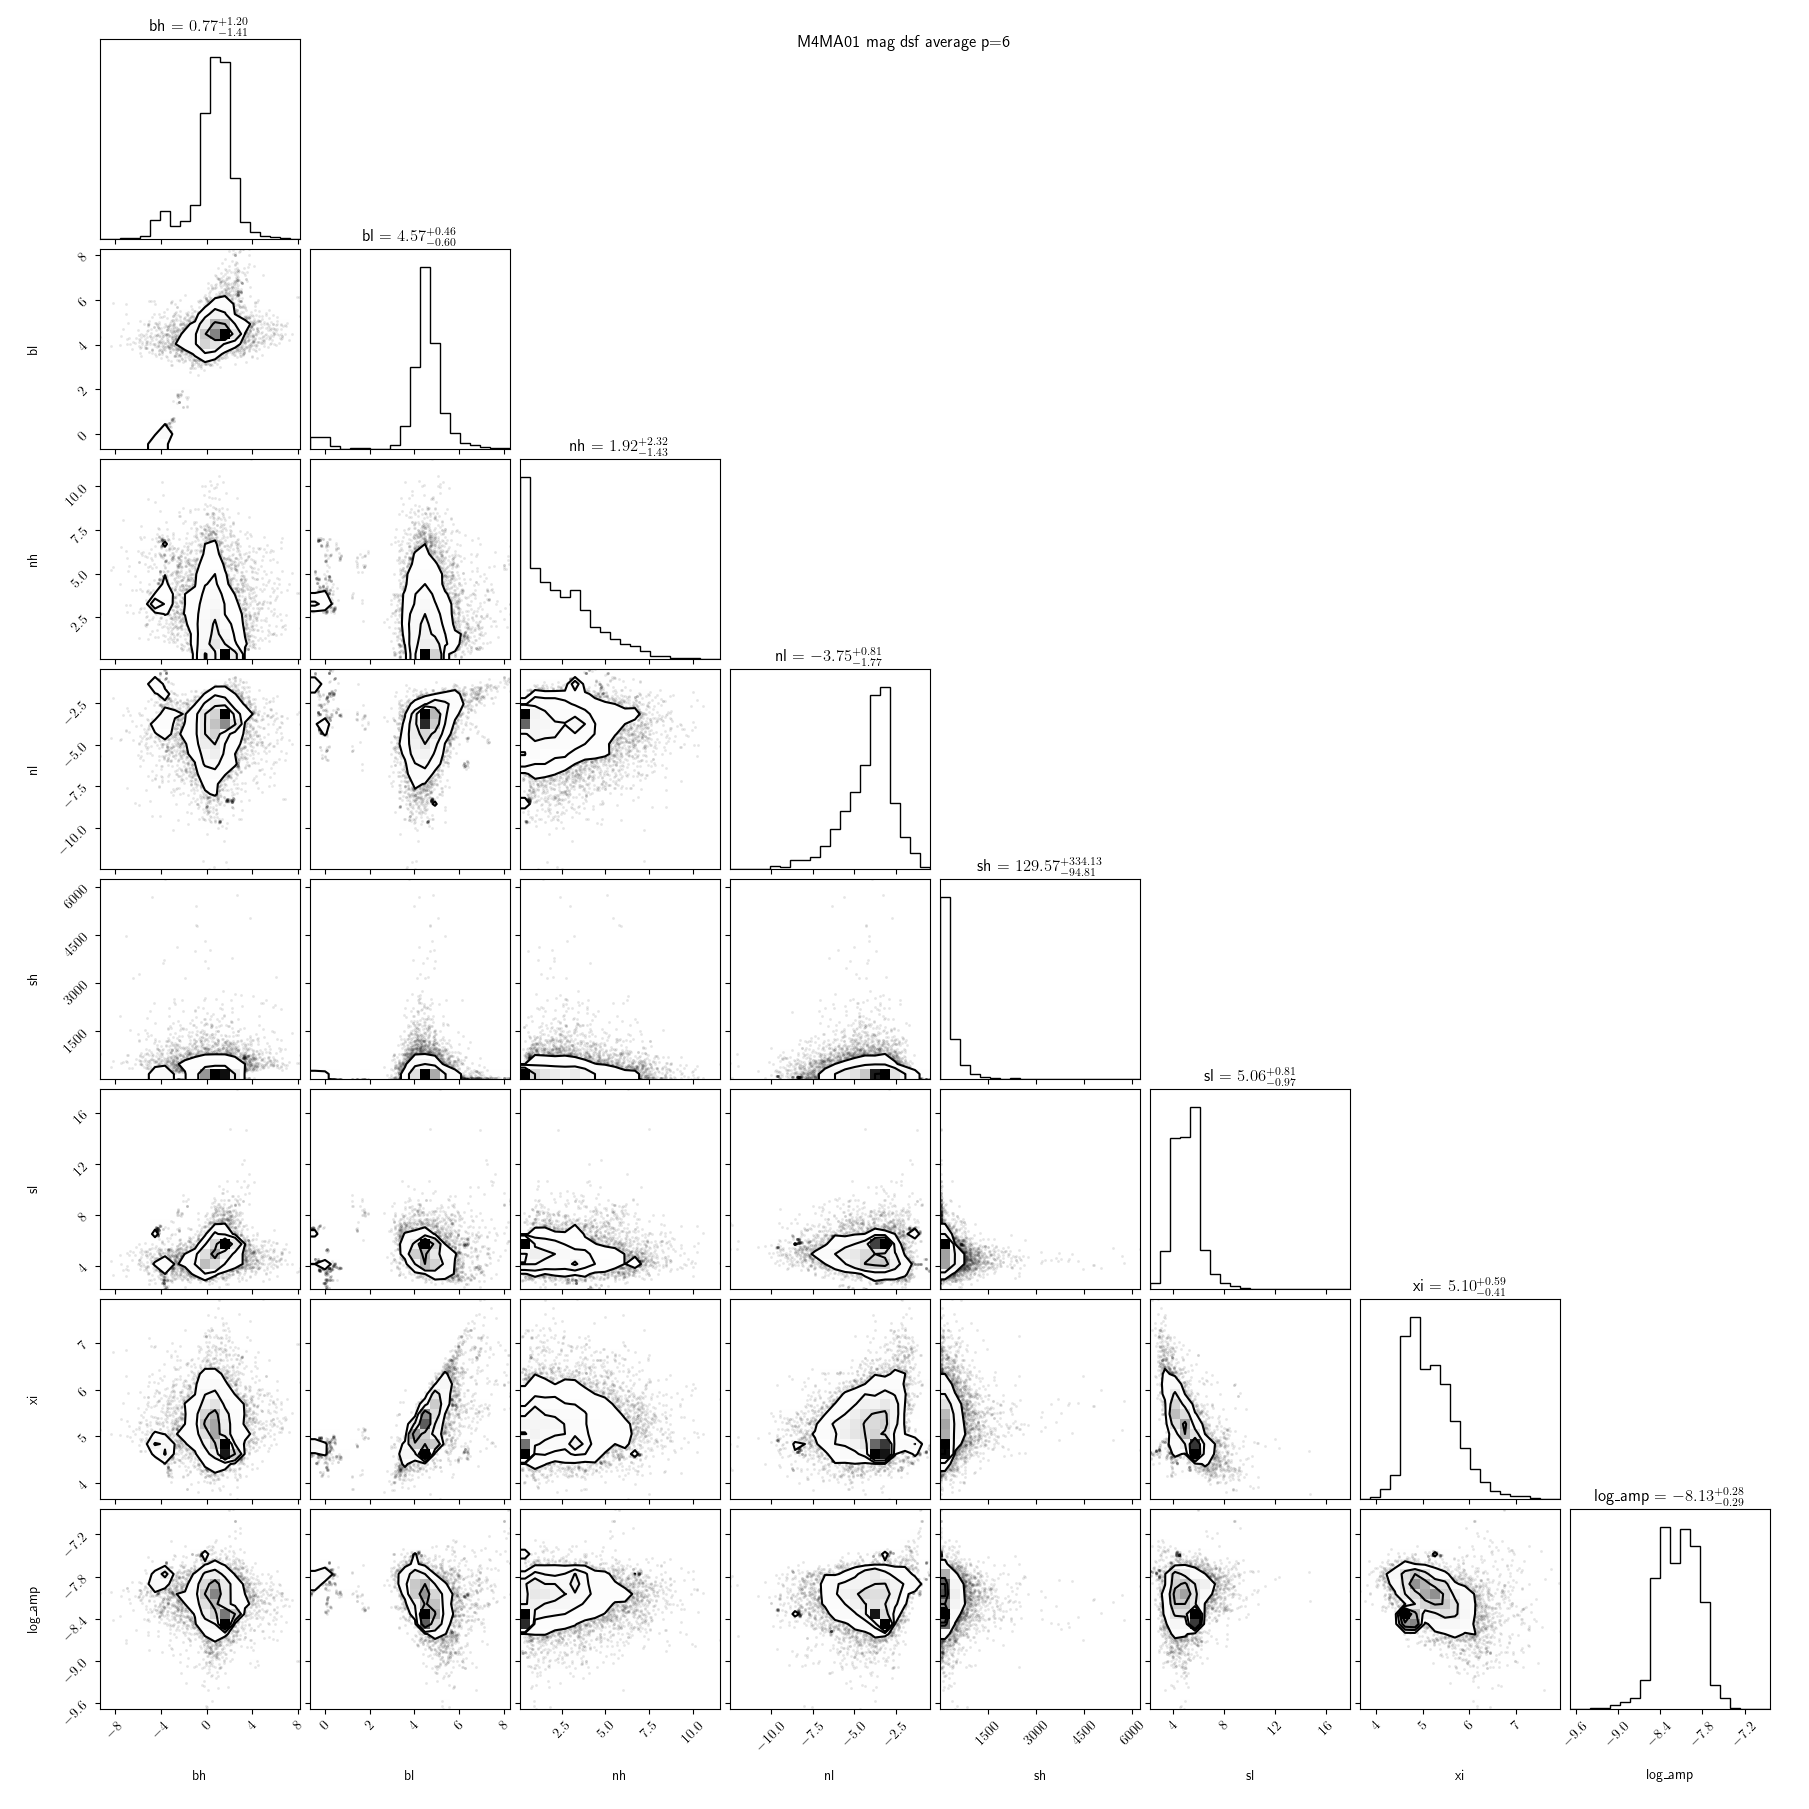 bh = 0.77^{+1.20}_{-1.41}
M4MA01 mag dsf average p=6
bl = 4.57^{+0.46}_{-0.60}
8
6
4
2
0
bl
nh = 1.92^{+2.32}_{-1.43}
10.0
7.5
5.0
2.5
nh
nl = −3.75^{+0.81}_{-1.77}
−2.5
−5.0
−7.5
−10.0
nl
sh = 129.57^{+334.13}_{-94.81}
6000
4500
3000
1500
sh
sl = 5.06^{+0.81}_{-0.97}
16
12
8
4
sl
xi = 5.10^{+0.59}_{-0.41}
7
6
5
4
xi
log_amp = −8.13^{+0.28}_{-0.29}
−7.2
−7.8
−8.4
−9.0
−9.6
log_amp
−8 −4 0 4 8 0 2 4 6 8 2.5 5.0 7.5 10.0 −10.0 −7.5 −5.0 −2.5 1500 3000 4500 6000 4 8 12 16 4 5 6 7 −9.6 −9.0 −8.4 −7.8 −7.2
bh bl nh nl sh sl xi log_amp